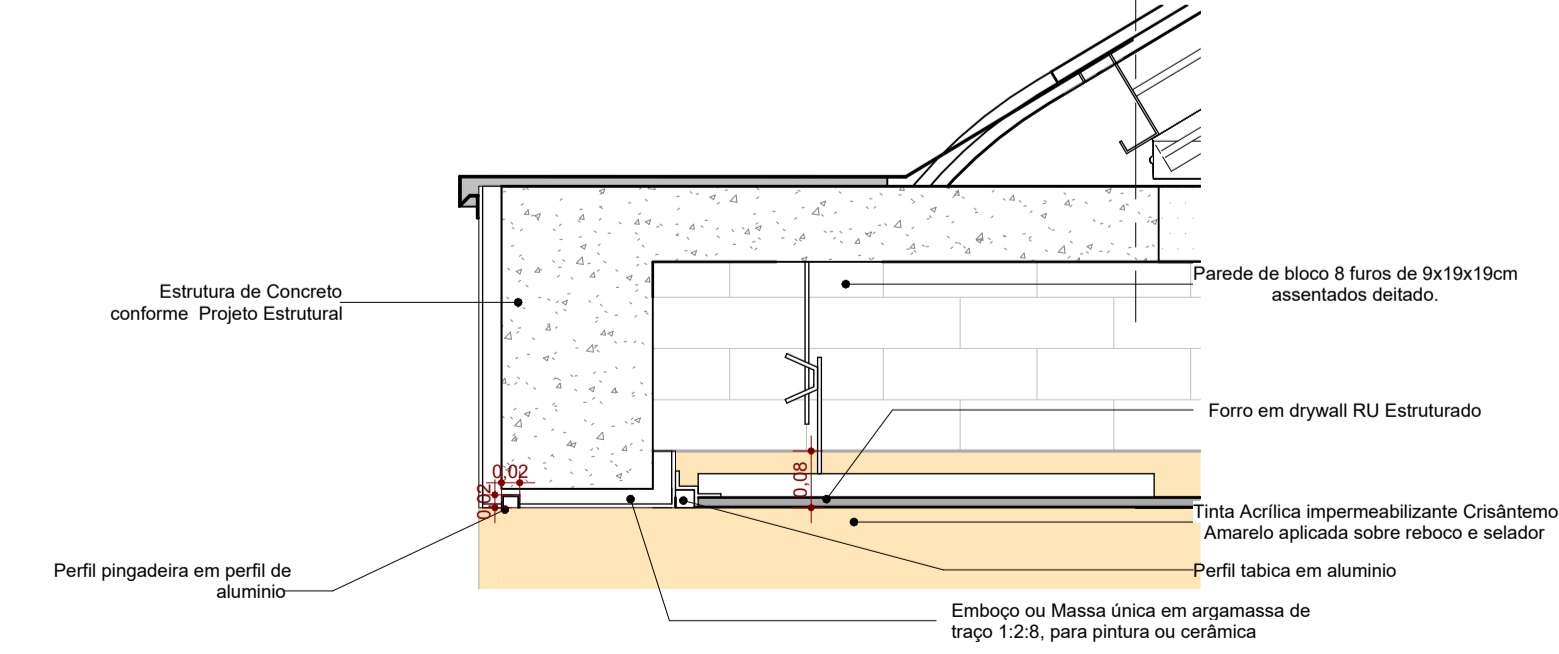 Parede de bloco 8 furos de 9x19x19cm
assentados deitado.
Estrutura de Concreto
conforme Projeto Estrutural
Forro em drywall RU Estruturado
0,02
0,02
0,08
Tinta Acrílica impermeabilizante Crisântemo
Amarelo aplicada sobre reboco e selador
Perfil pingadeira em perfil de
aluminio
Perfil tabica em aluminio
Emboço ou Massa única em argamassa de
traço 1:2:8, para pintura ou cerâmica